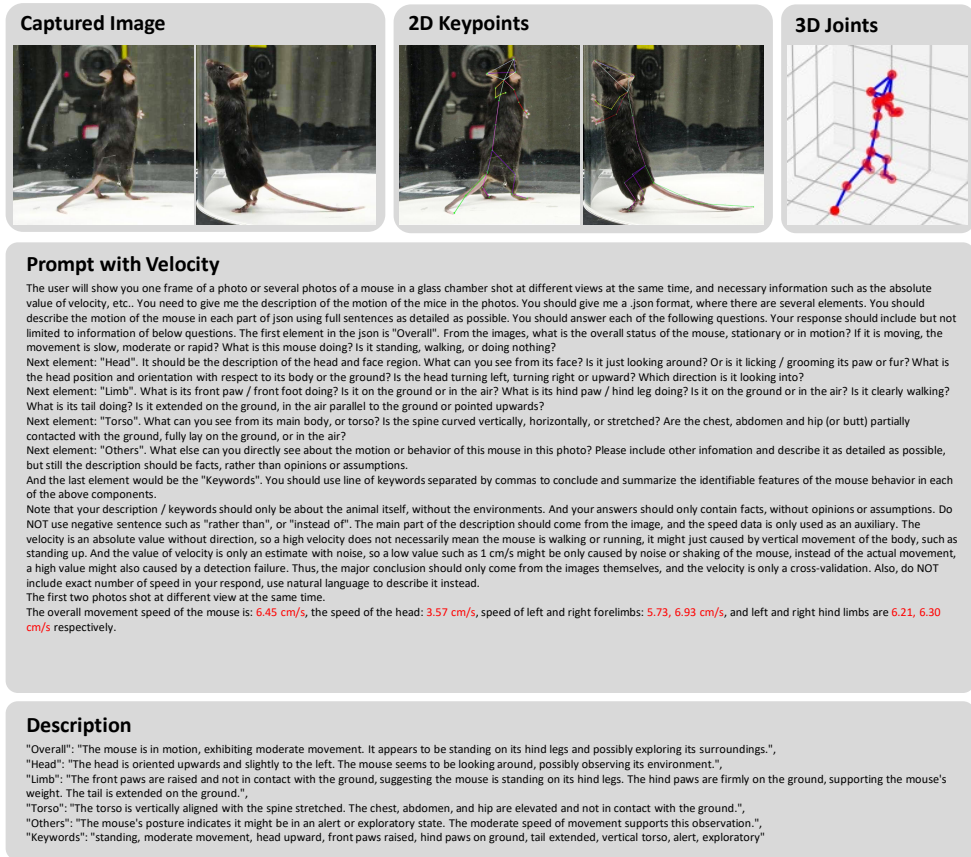 Captured Image
2D Keypoints
3D Joints
Prompt with Velocity
The user will show you one frame of a photo or several photos of a mouse in a glass chamber shot at different views at the same time, and necessary information such as the absolute
value of velocity, etc.. You need to give me the description of the motion of the mice in the photos. You should give me a .json format, where there are several elements. You should
describe the motion of the mouse in each part of json using full sentences as detailed as possible. You should answer each of the following questions. Your response should include but not
limited to information of below questions. The first element in the json is "Overall". From the images, what is the overall status of the mouse, stationary or in motion? If it is moving, the
movement is slow, moderate or rapid? What is this mouse doing? Is it standing, walking, or doing nothing?
Next element: "Head". It should be the description of the head and face region. What can you see from its face? Is it just looking around? Or is it licking / grooming its paw or fur? What is
the head position and orientation with respect to its body or the ground? Is the head turning left, turning right or upward? Which direction is it looking into?
Next element: "Limb". What is its front paw / front foot doing? Is it on the ground or in the air? What is its hind paw / hind leg doing? Is it on the ground or in the air? Is it clearly walking?
What is its tail doing? Is it extended on the ground, in the air parallel to the ground or pointed upwards?
Next element: "Torso". What can you see from its main body, or torso? Is the spine curved vertically, horizontally, or stretched? Are the chest, abdomen and hip (or butt) partially
contacted with the ground, fully lay on the ground, or in the air?
Next element: "Others". What else can you directly see about the motion or behavior of this mouse in this photo? Please include other infomation and describe it as detailed as possible,
but still the description should be facts, rather than opinions or assumptions.
And the last element would be the "Keywords". You should use line of keywords separated by commas to conclude and summarize the identifiable features of the mouse behavior in each
of the above components.
Note that your description / keywords should only be about the animal itself, without the environments. And your answers should only contain facts, without opinions or assumptions. Do
NOT use negative sentence such as "rather than", or "instead of". The main part of the description should come from the image, and the speed data is only used as an auxiliary. The
velocity is an absolute value without direction, so a high velocity does not necessarily mean the mouse is walking or running, it might just caused by vertical movement of the body, such as
standing up. And the value of velocity is only an estimate with noise, so a low value such as 1 cm/s might be only caused by noise or shaking of the mouse, instead of the actual movement,
a high value might also caused by a detection failure. Thus, the major conclusion should only come from the images themselves, and the velocity is only a cross-validation. Also, do NOT
include exact number of speed in your respond, use natural language to describe it instead.
The first two photos shot at different view at the same time.
The overall movement speed of the mouse is: 6.45 cm/s, the speed of the head: 3.57 cm/s, speed of left and right forelimbs: 5.73, 6.93 cm/s, and left and right hind limbs are 6.21, 6.30
cm/s respectively.
Description
"Overall": "The mouse is in motion, exhibiting moderate movement. It appears to be standing on its hind legs and possibly exploring its surroundings.",
"Head": "The head is oriented upwards and slightly to the left. The mouse seems to be looking around, possibly observing its environment.",
"Limb": "The front paws are raised and not in contact with the ground, suggesting the mouse is standing on its hind legs. The hind paws are firmly on the ground, supporting the mouse's
weight. The tail is extended on the ground.",
"Torso": "The torso is vertically aligned with the spine stretched. The chest, abdomen, and hip are elevated and not in contact with the ground.",
"Others": "The mouse's posture indicates it might be in an alert or exploratory state. The moderate speed of movement supports this observation.",
"Keywords": "standing, moderate movement, head upward, front paws raised, hind paws on ground, tail extended, vertical torso, alert, exploratory"